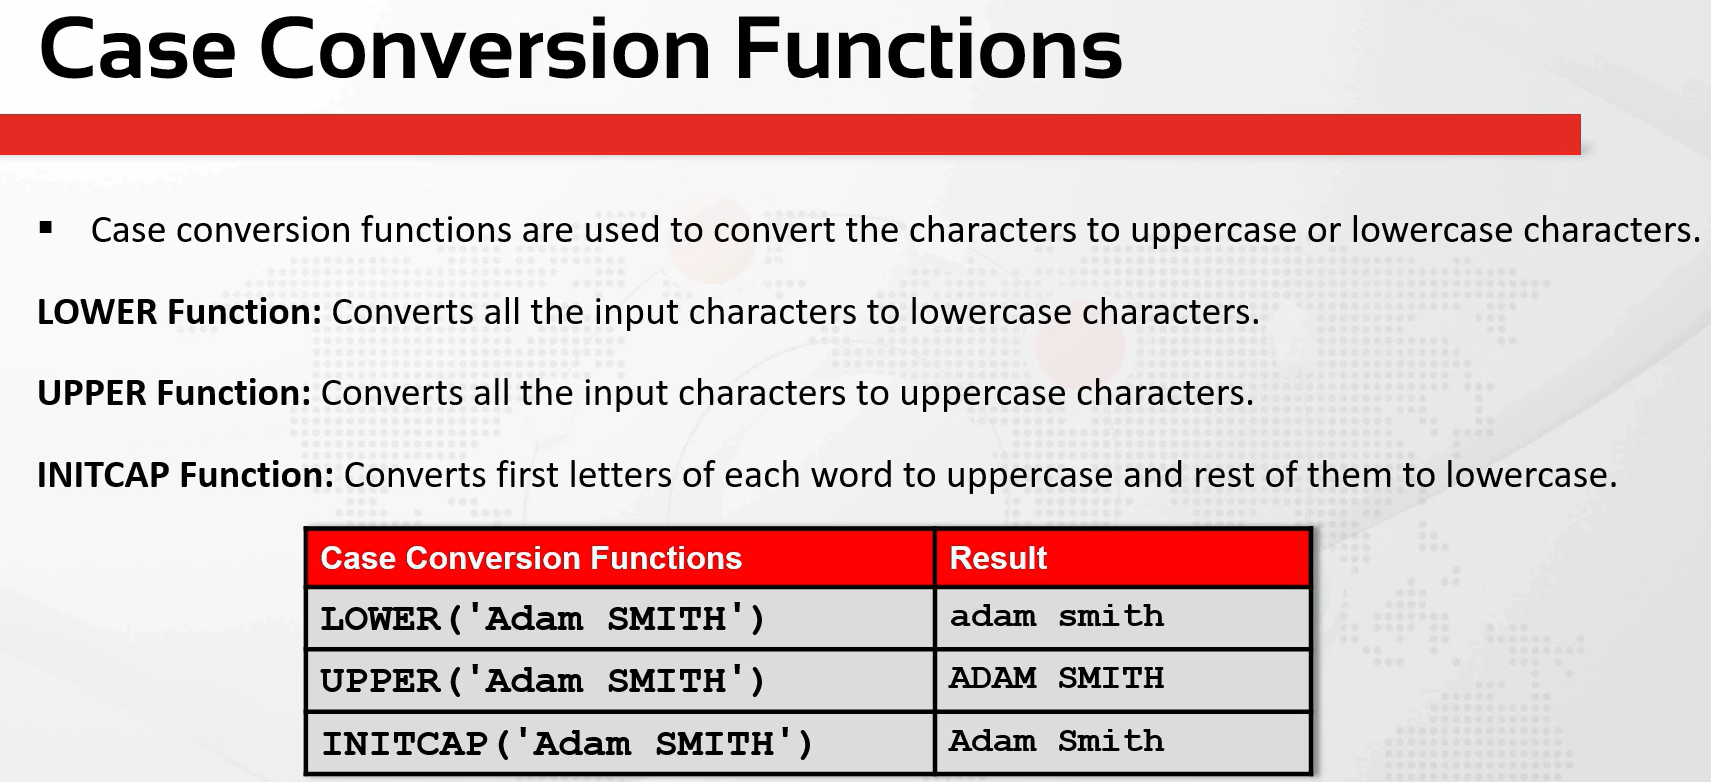 Case Conversion Functions
▪ Case conversion functions are used to convert the characters to uppercase or lowercase characters.
LOWER Function: Converts all the input characters to lowercase characters.
UPPER Function: Converts all the input characters to uppercase characters.
INITCAP Function: Converts first letters of each word to uppercase and rest of them to lowercase.
Case Conversion Functions Result
LOWER('Adam SMITH') adam smith
UPPER('Adam SMITH') ADAM SMITH
INITCAP('Adam SMITH') Adam Smith